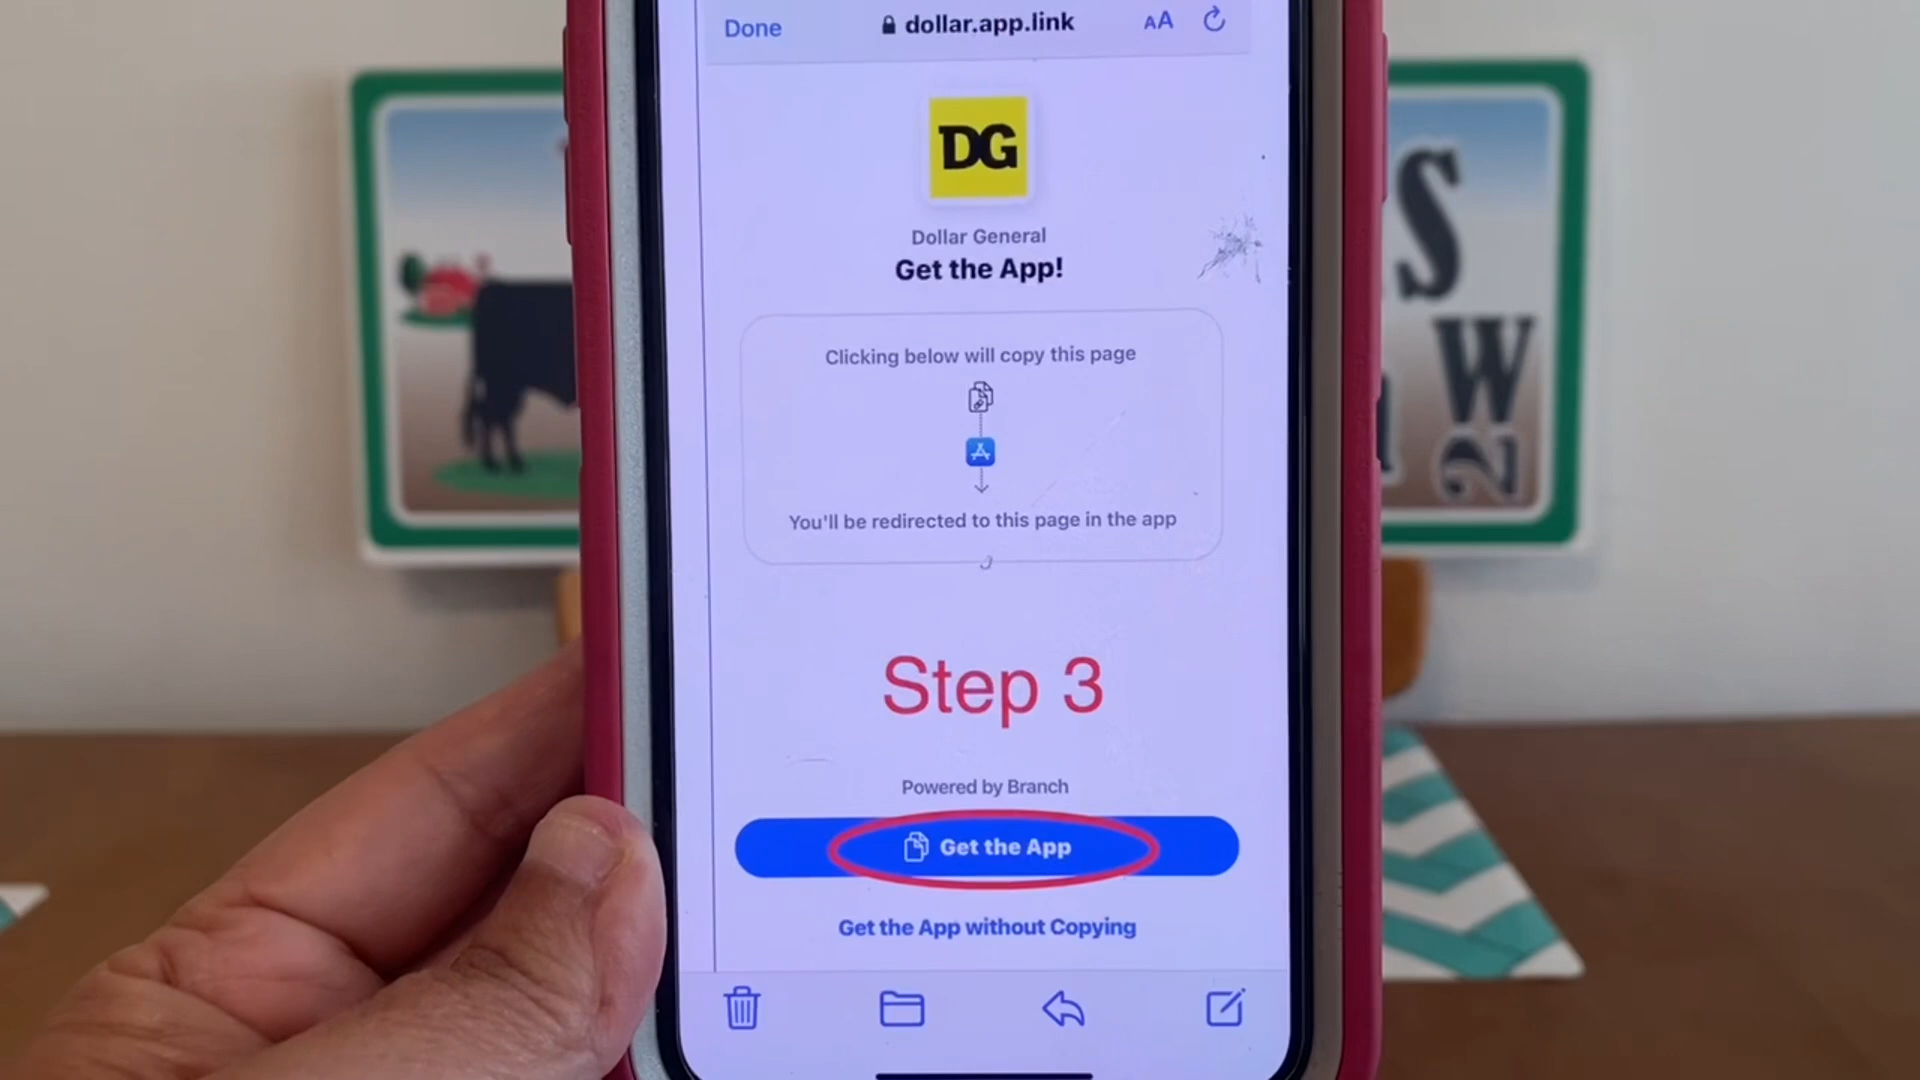 Done
dollar.app.link
AA
DG
Dollar General
Get the App!
Clicking below will copy this page
You'll be redirected to this page in the app
Step 3
Powered by Branch
Get the App
Get the App without Copying
S
W